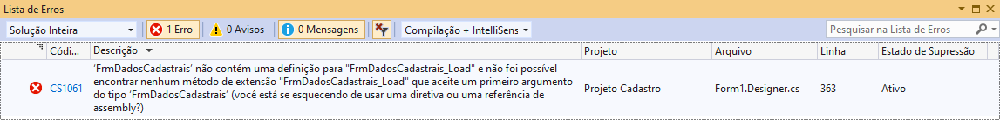 Lista de Erros
Solução Inteira 1 Erro 0 Avisos 0 Mensagens Compilação + IntelliSens Pesquisar na Lista de Erros
Códi... Descrição Projeto Arquivo Linha Estado de Supressão
CS1061 ‘FrmDadosCadastrais’ não contém uma definição para "FrmDadosCadastrais_Load" e não foi possível
encontrar nenhum método de extensão "FrmDadosCadastrais_Load" que aceite um primeiro argumento
do tipo ‘FrmDadosCadastrais’ (você está se esquecendo de usar uma diretiva ou uma referência de
assembly?)
Projeto Cadastro Form1.Designer.cs 363 Ativo